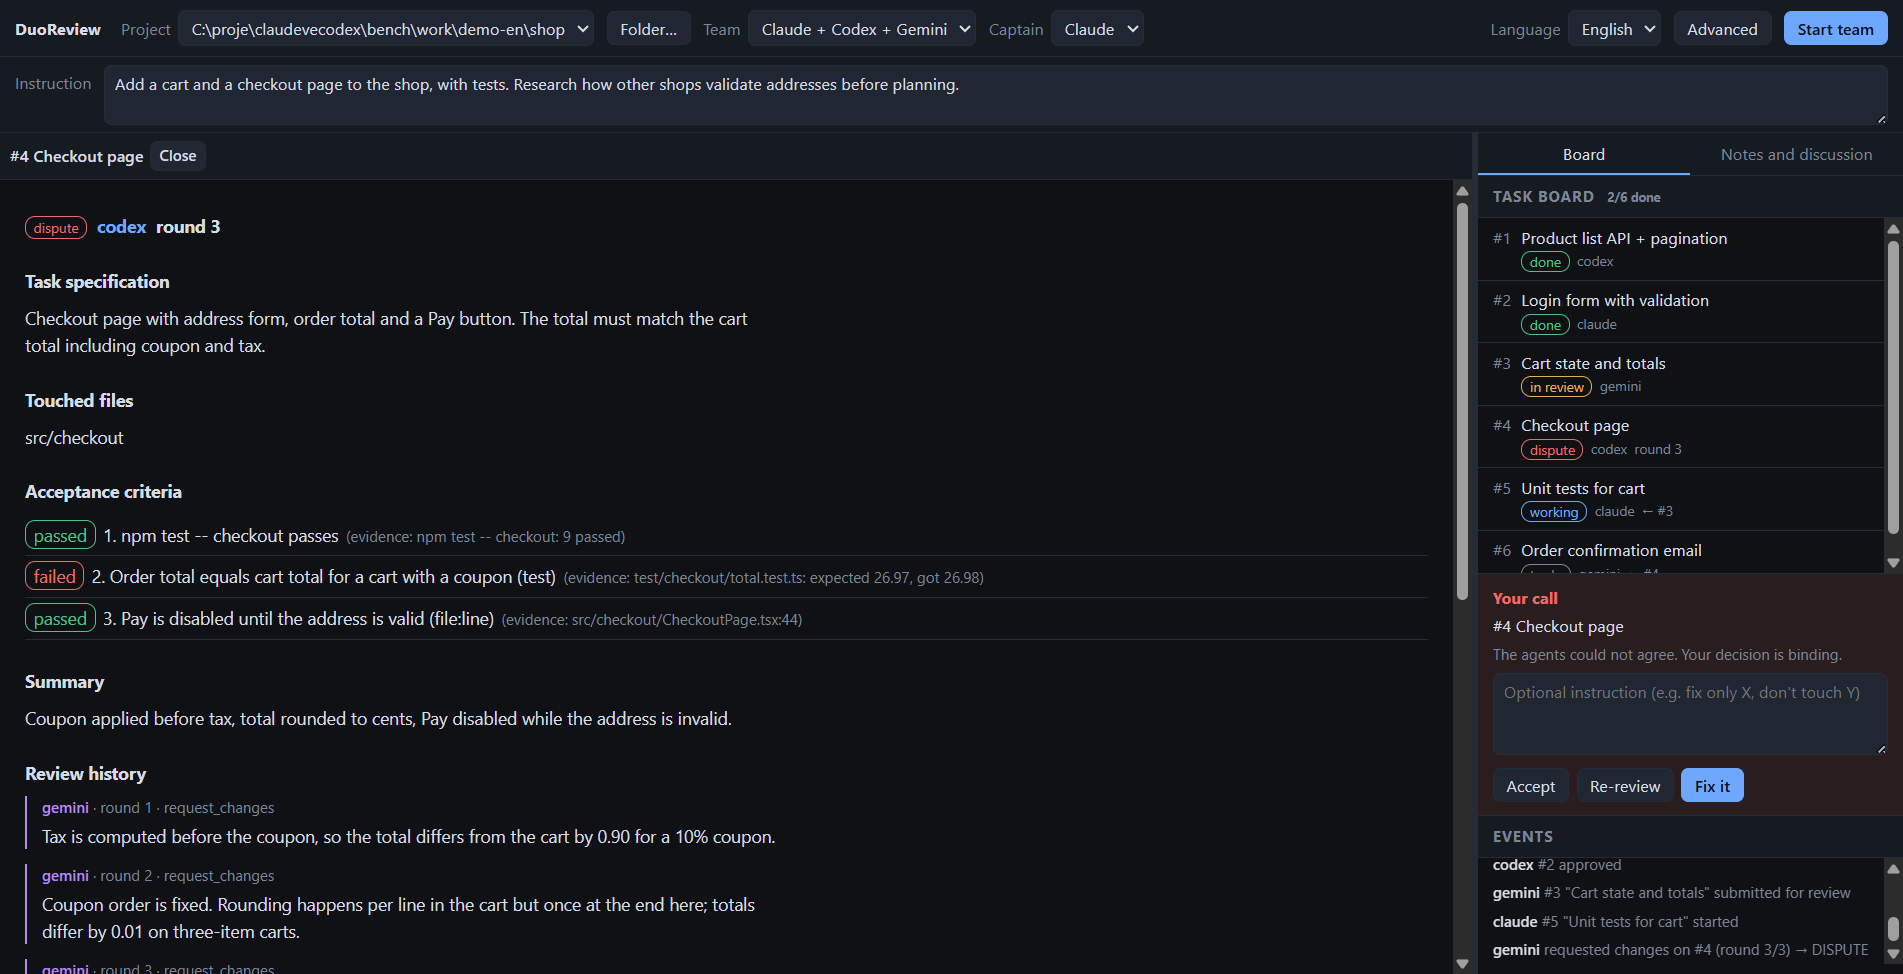 DuoReview Project C:\proje\claudevecodex\bench\work\demo-en\shop Folder... Team Claude + Codex + Gemini Captain Claude Language English Advanced Start team
Instruction Add a cart and a checkout page to the shop, with tests. Research how other shops validate addresses before planning.
#4 Checkout page Close
dispute codex round 3
Task specification
Checkout page with address form, order total and a Pay button. The total must match the cart
total including coupon and tax.
Touched files
src/checkout
Acceptance criteria
passed 1. npm test -- checkout passes (evidence: npm test -- checkout: 9 passed)
failed 2. Order total equals cart total for a cart with a coupon (test) (evidence: test/checkout/total.test.ts: expected 26.97, got 26.98)
passed 3. Pay is disabled until the address is valid (file:line) (evidence: src/checkout/CheckoutPage.tsx:44)
Summary
Coupon applied before tax, total rounded to cents, Pay disabled while the address is invalid.
Review history
gemini · round 1 · request_changes
Tax is computed before the coupon, so the total differs from the cart by 0.90 for a 10% coupon.
gemini · round 2 · request_changes
Coupon order is fixed. Rounding happens per line in the cart but once at the end here; totals
differ by 0.01 on three-item carts.
gemini · round 3 · request_changes
Board Notes and discussion
TASK BOARD 2/6 done
#1 Product list API + pagination
done codex
#2 Login form with validation
done claude
#3 Cart state and totals
in review gemini
#4 Checkout page
dispute codex round 3
#5 Unit tests for cart
working claude ← #3
#6 Order confirmation email
gemini ← #4
Your call
#4 Checkout page
The agents could not agree. Your decision is binding.
Optional instruction (e.g. fix only X, don't touch Y)
Accept Re-review Fix it
EVENTS
codex #2 approved
gemini #3 "Cart state and totals" submitted for review
claude #5 "Unit tests for cart" started
gemini requested changes on #4 (round 3/3) → DISPUTE